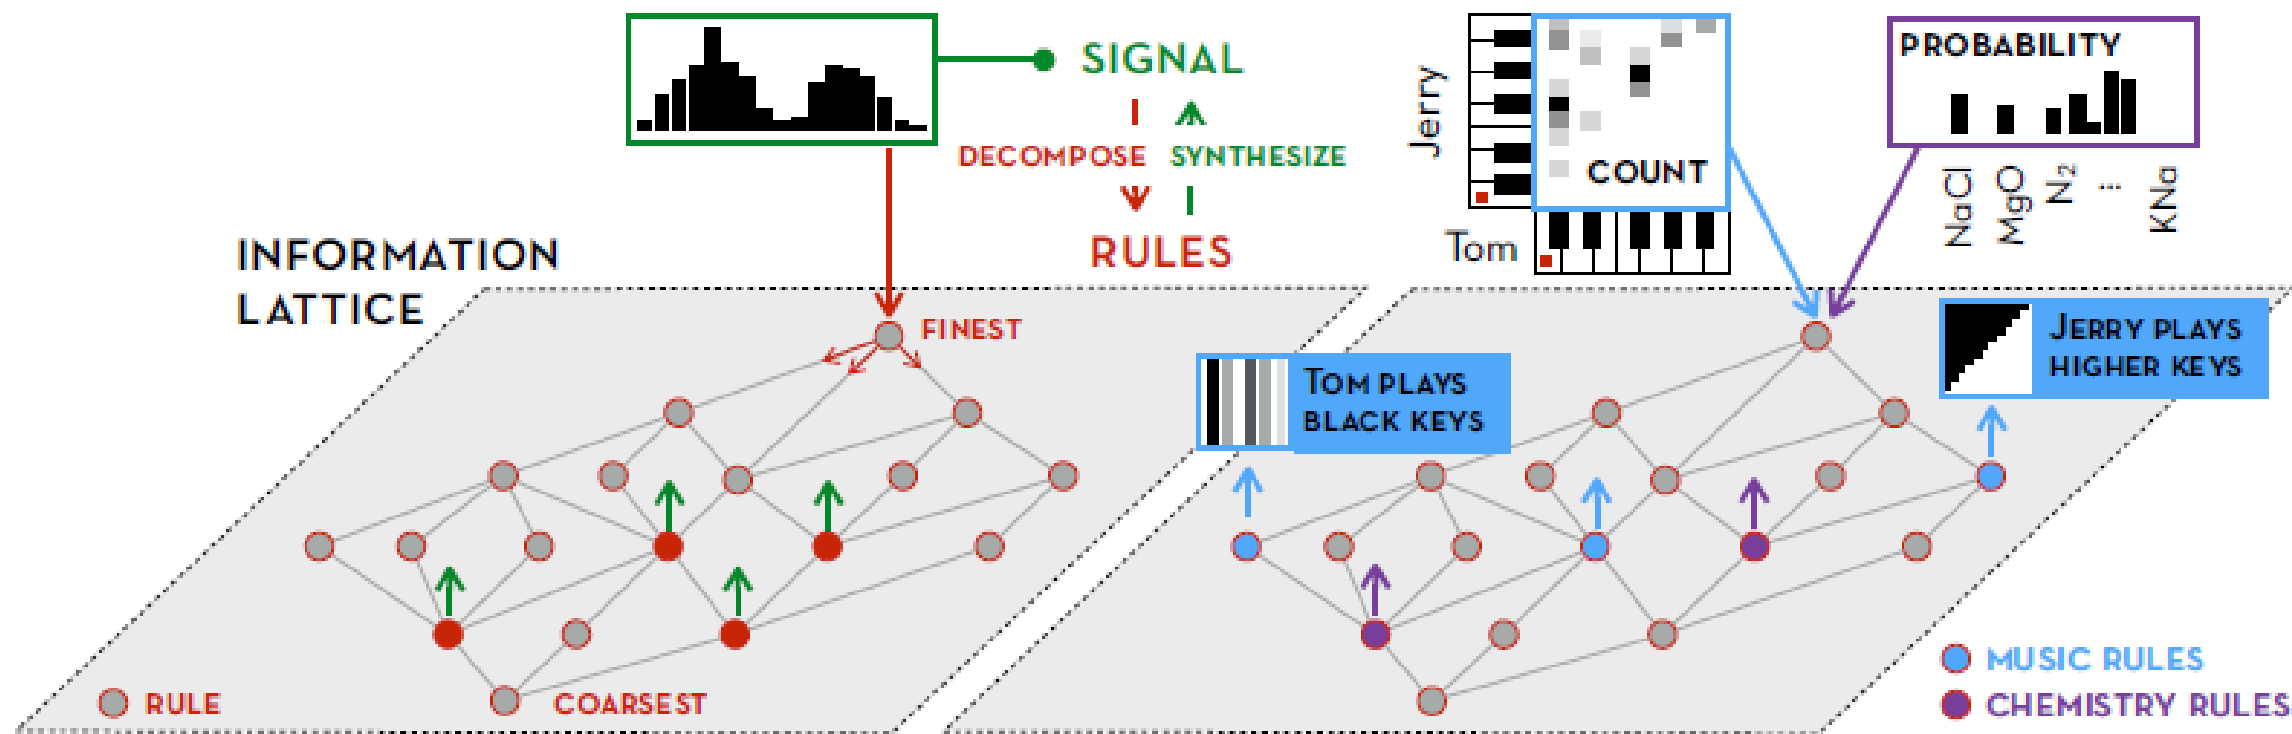 SIGNAL
DECOMPOSE SYNTHESIZE
RULES
INFORMATION
LATTICE
FINEST
COARSEST
RULE
Jerry
COUNT
Tom
PROBABILITY
NaCl
MgO
N₂
...
KNa
TOM PLAYS
BLACK KEYS
JERRY PLAYS
HIGHER KEYS
MUSIC RULES
CHEMISTRY RULES